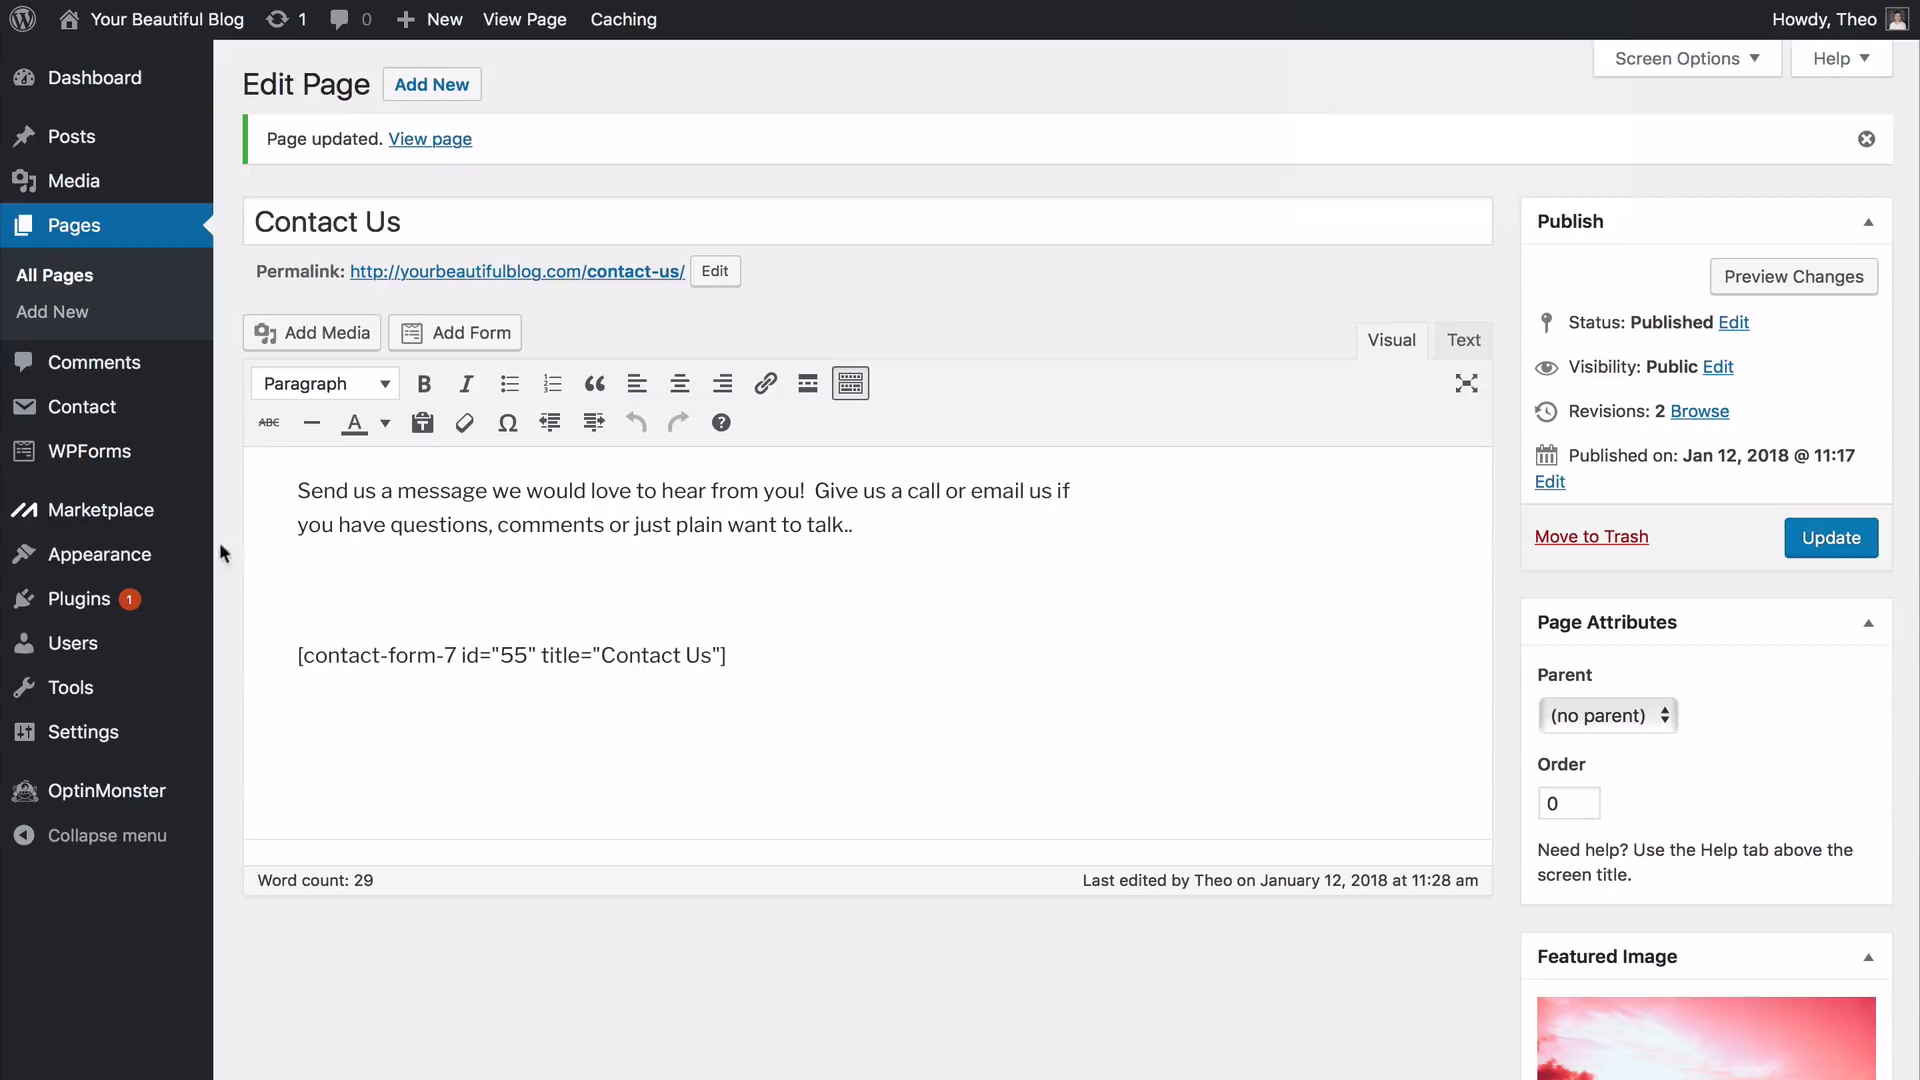 Your Beautiful Blog 1 0 New View Page Caching Howdy, Theo
Dashboard
Posts
Media
Pages
All Pages
Add New
Comments
Contact
WPForms
Marketplace
Appearance
Plugins 1
Users
Tools
Settings
OptinMonster
Collapse menu
Screen Options Help
Edit Page Add New
Page updated. View page
Contact Us
Permalink: http://yourbeautifulblog.com/contact-us/ Edit
Add Media Add Form
Visual Text
Paragraph B I
ABC A
Send us a message we would love to hear from you!  Give us a call or email us if
you have questions, comments or just plain want to talk..
[contact-form-7 id="55" title="Contact Us"]
Word count: 29 Last edited by Theo on January 12, 2018 at 11:28 am
Publish
Preview Changes
Status: Published Edit
Visibility: Public Edit
Revisions: 2 Browse
Published on: Jan 12, 2018 @ 11:17
Edit
Move to Trash Update
Page Attributes
Parent
(no parent)
Order
0
Need help? Use the Help tab above the
screen title.
Featured Image